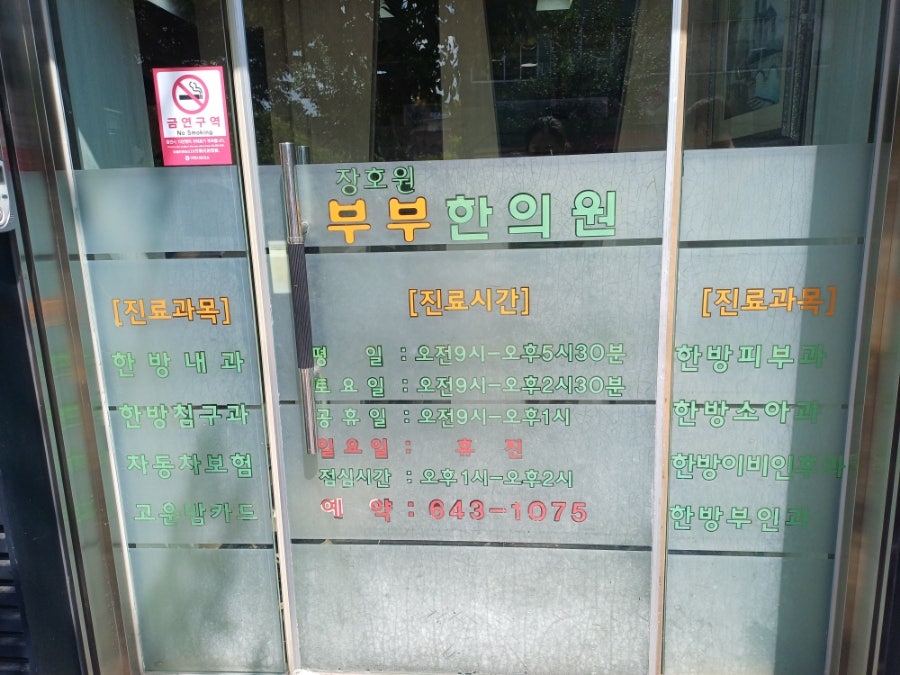 금연구역
No Smoking
장호원
부부한의원
[진료과목]
한방내과
한방침구과
자동차보험
고운맘카드
[진료시간]
평 일 : 오전9시-오후5시30분
토요일 : 오전9시-오후2시30분
공휴일 : 오전9시-오후1시
일요일 : 휴 진
점심시간 : 오후1시-오후2시
예 약 : 643-1075
[진료과목]
한방피부과
한방소아과
한방이비인후과
한방부인과